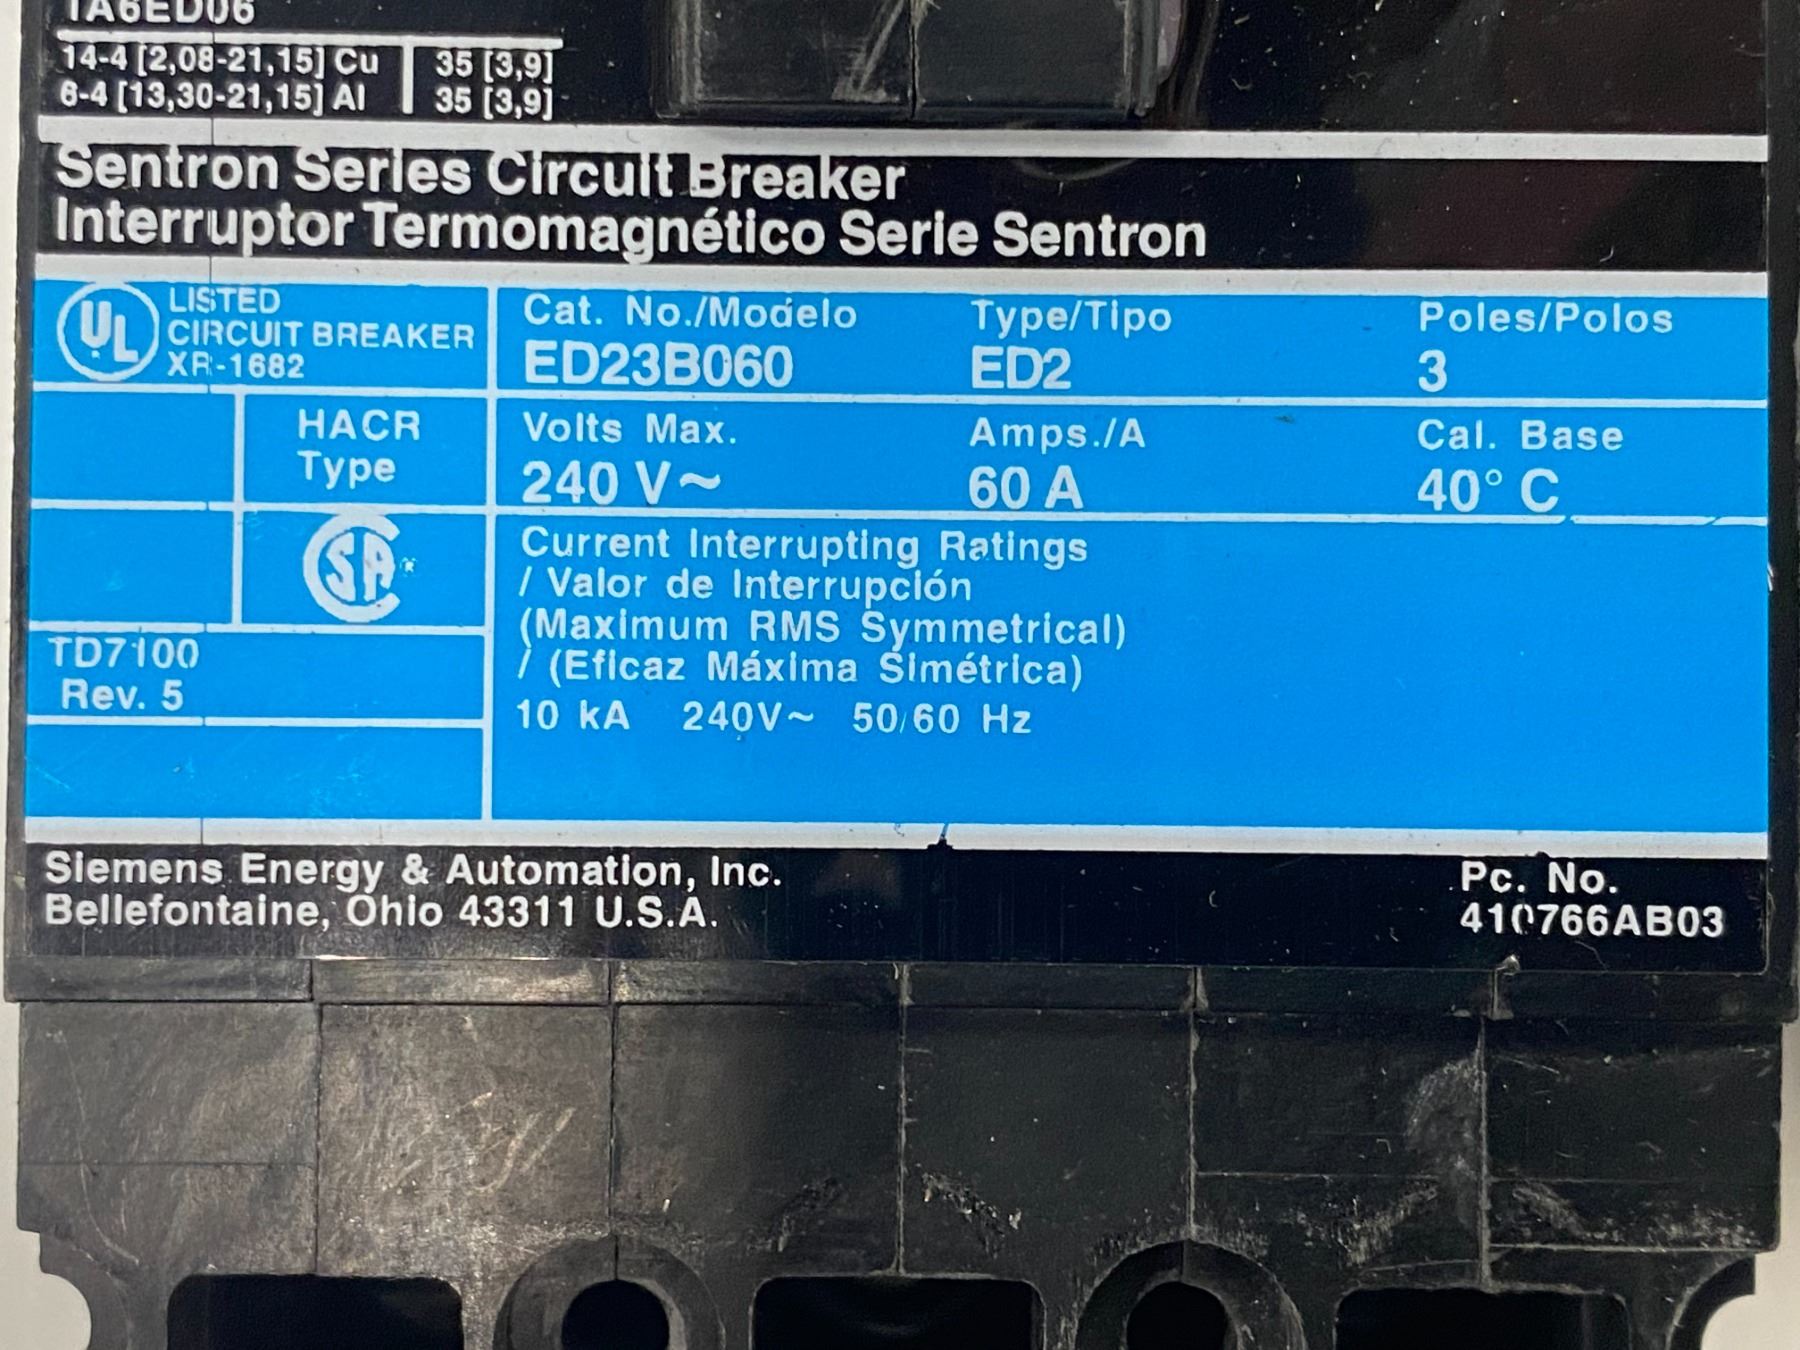 TA6ED06
14-4 [2,08-21,15] Cu 35 [3,9]
6-4 [13,30-21,15] Al 35 [3,9]
Sentron Series Circuit Breaker
Interruptor Termomagnético Serie Sentron
UL LISTED
CIRCUIT BREAKER
XR-1682
Cat. No./Modelo Type/Tipo Poles/Polos
ED23B060 ED2 3
HACR
Type
Volts Max. Amps./A Cal. Base
240 V~ 60 A 40° C
SA®
TD7100
Rev. 5
Current Interrupting Ratings
/ Valor de Interrupción
(Maximum RMS Symmetrical)
/ (Eficaz Máxima Simétrica)
10 kA 240V~ 50/60 Hz
Siemens Energy & Automation, Inc.
Bellefontaine, Ohio 43311 U.S.A.
Pc. No.
410766AB03